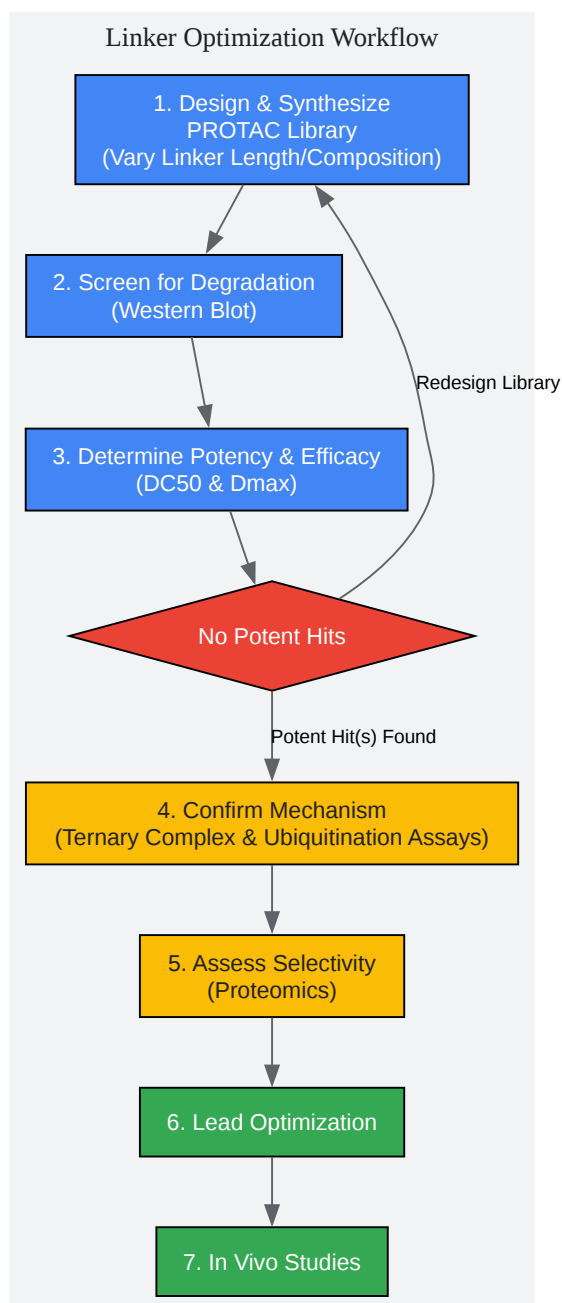 Linker Optimization Workflow
1. Design & Synthesize
PROTAC Library
(Vary Linker Length/Composition)
2. Screen for Degradation
(Western Blot)
Redesign Library
3. Determine Potency & Efficacy
(DC50 & Dmax)
No Potent Hits
Potent Hit(s) Found
4. Confirm Mechanism
(Ternary Complex & Ubiquitination Assays)
5. Assess Selectivity
(Proteomics)
6. Lead Optimization
7. In Vivo Studies